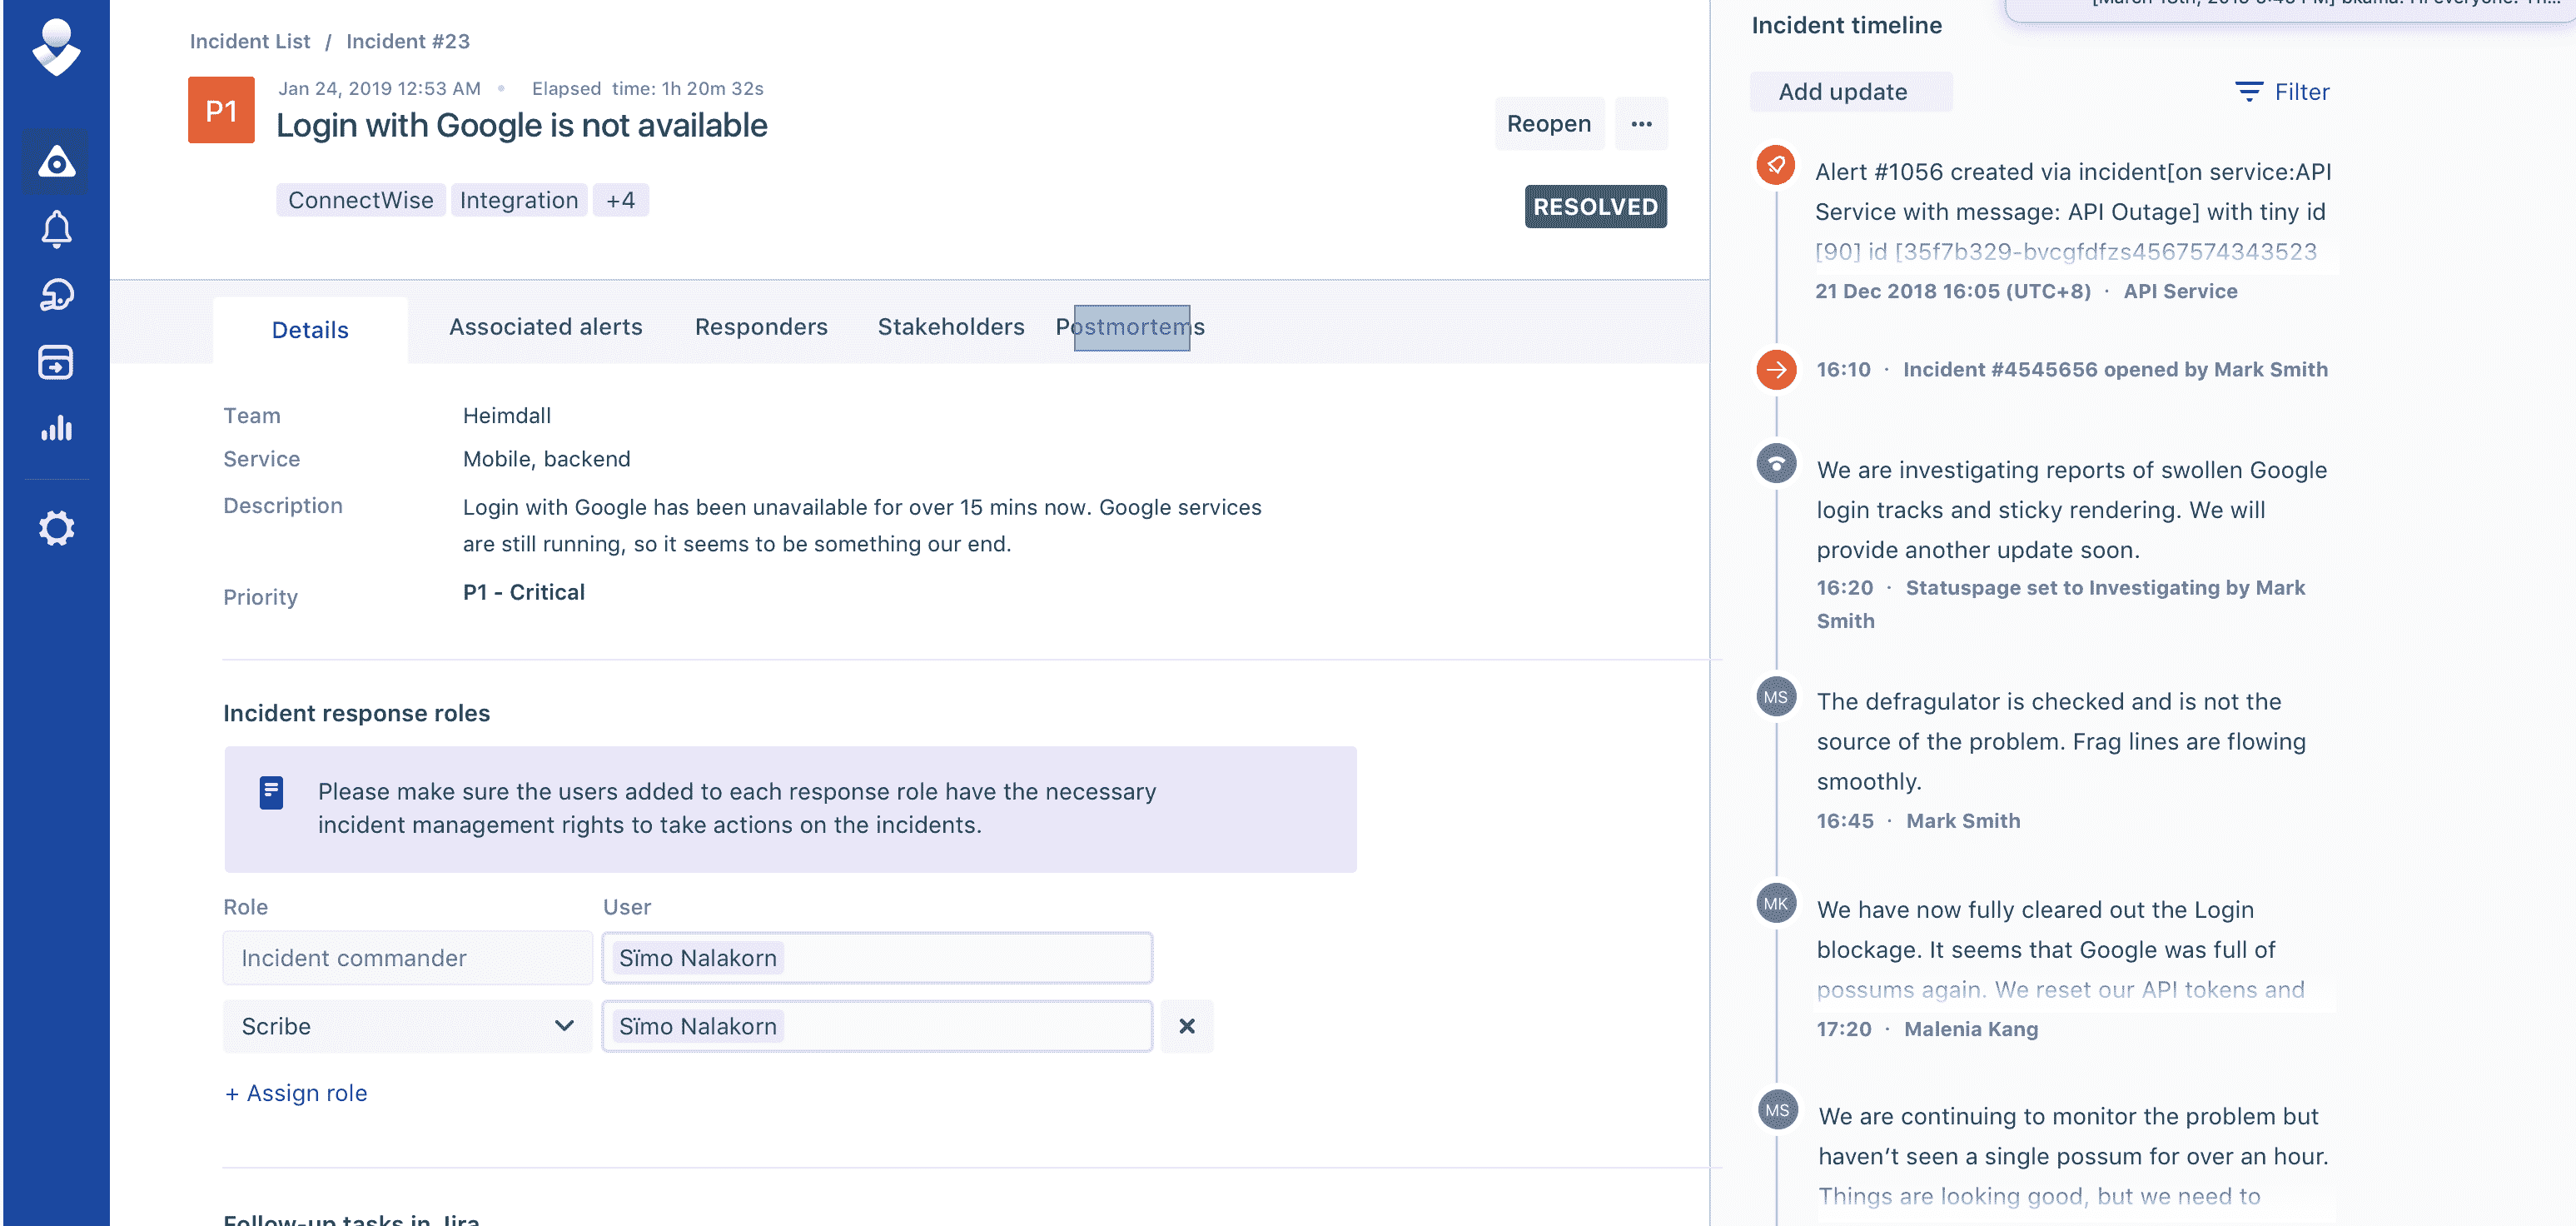 Incident List / Incident #23
P1
Jan 24, 2019 12:53 AM • Elapsed time: 1h 20m 32s
Login with Google is not available
Reopen
•••
ConnectWise Integration +4
RESOLVED
Details Associated alerts Responders Stakeholders Postmortems
Team Heimdall
Service Mobile, backend
Description Login with Google has been unavailable for over 15 mins now. Google services
are still running, so it seems to be something our end.
Priority P1 - Critical
Incident response roles
Please make sure the users added to each response role have the necessary
incident management rights to take actions on the incidents.
Role User
Incident commander Sïmo Nalakorn
Scribe Sïmo Nalakorn
+ Assign role
Follow-up tasks in Jira
Incident timeline
Add update
Filter
Alert #1056 created via incident[on service:API
Service with message: API Outage] with tiny id
[90] id [35f7b329-bvcgfdfzs4567574343523
21 Dec 2018 16:05 (UTC+8) · API Service
16:10 · Incident #4545656 opened by Mark Smith
We are investigating reports of swollen Google
login tracks and sticky rendering. We will
provide another update soon.
16:20 · Statuspage set to Investigating by Mark
Smith
MS
The defragulator is checked and is not the
source of the problem. Frag lines are flowing
smoothly.
16:45 · Mark Smith
MK
We have now fully cleared out the Login
blockage. It seems that Google was full of
possums again. We reset our API tokens and
17:20 · Malenia Kang
MS
We are continuing to monitor the problem but
haven't seen a single possum for over an hour.
Things are looking good, but we need to